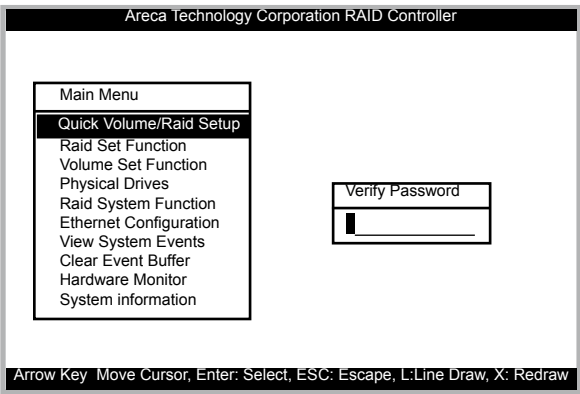 Areca Technology Corporation RAID Controller
Main Menu
Quick Volume/Raid Setup
Raid Set Function
Volume Set Function
Physical Drives
Raid System Function
Ethernet Configuration
View System Events
Clear Event Buffer
Hardware Monitor
System information
Verify Password
Arrow Key Move Cursor, Enter: Select, ESC: Escape, L:Line Draw, X: Redraw